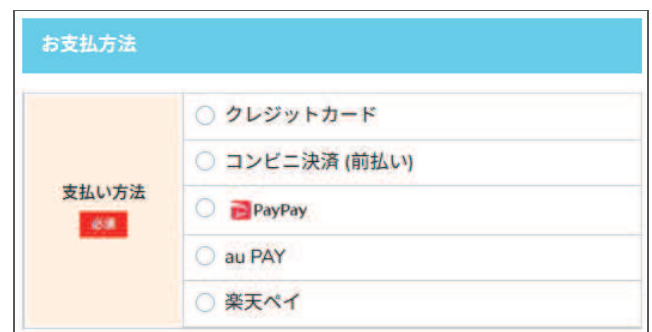 お支払方法
クレジットカード
コンビニ決済 (前払い)
支払い方法
必須
PayPay
au PAY
楽天ペイ